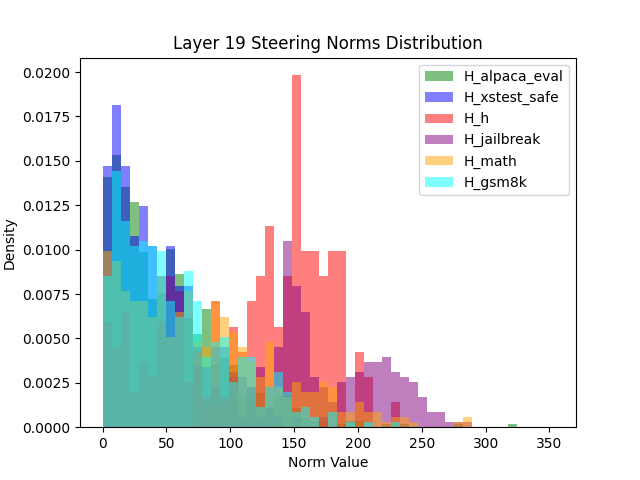 Layer 19 Steering Norms Distribution
H_alpaca_eval
H_xstest_safe
H_h
H_jailbreak
H_math
H_gsm8k
Density
0.0200
0.0175
0.0150
0.0125
0.0100
0.0075
0.0050
0.0025
0.0000
0 50 100 150 200 250 300 350
Norm Value